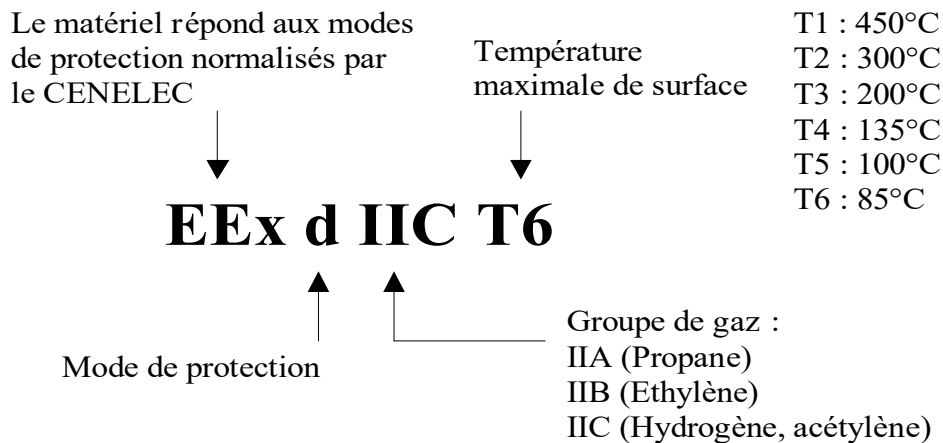 Le matériel répond aux modes
de protection normalisés par
le CENELEC
Température
maximale de surface
T1 : 450°C
T2 : 300°C
T3 : 200°C
T4 : 135°C
T5 : 100°C
T6 : 85°C
EEx d IIC T6
Mode de protection
Groupe de gaz :
IIA (Propane)
IIB (Ethylène)
IIC (Hydrogène, acétylène)